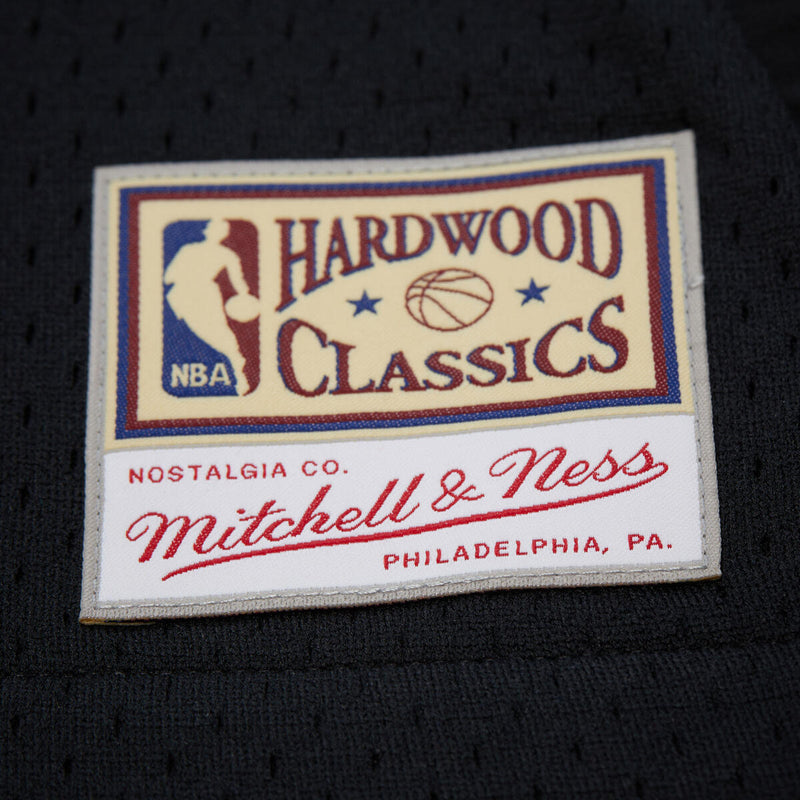 NBA
HARDWOOD
CLASSICS
NOSTALGIA CO.
Mitchell & Ness
PHILADELPHIA, PA.